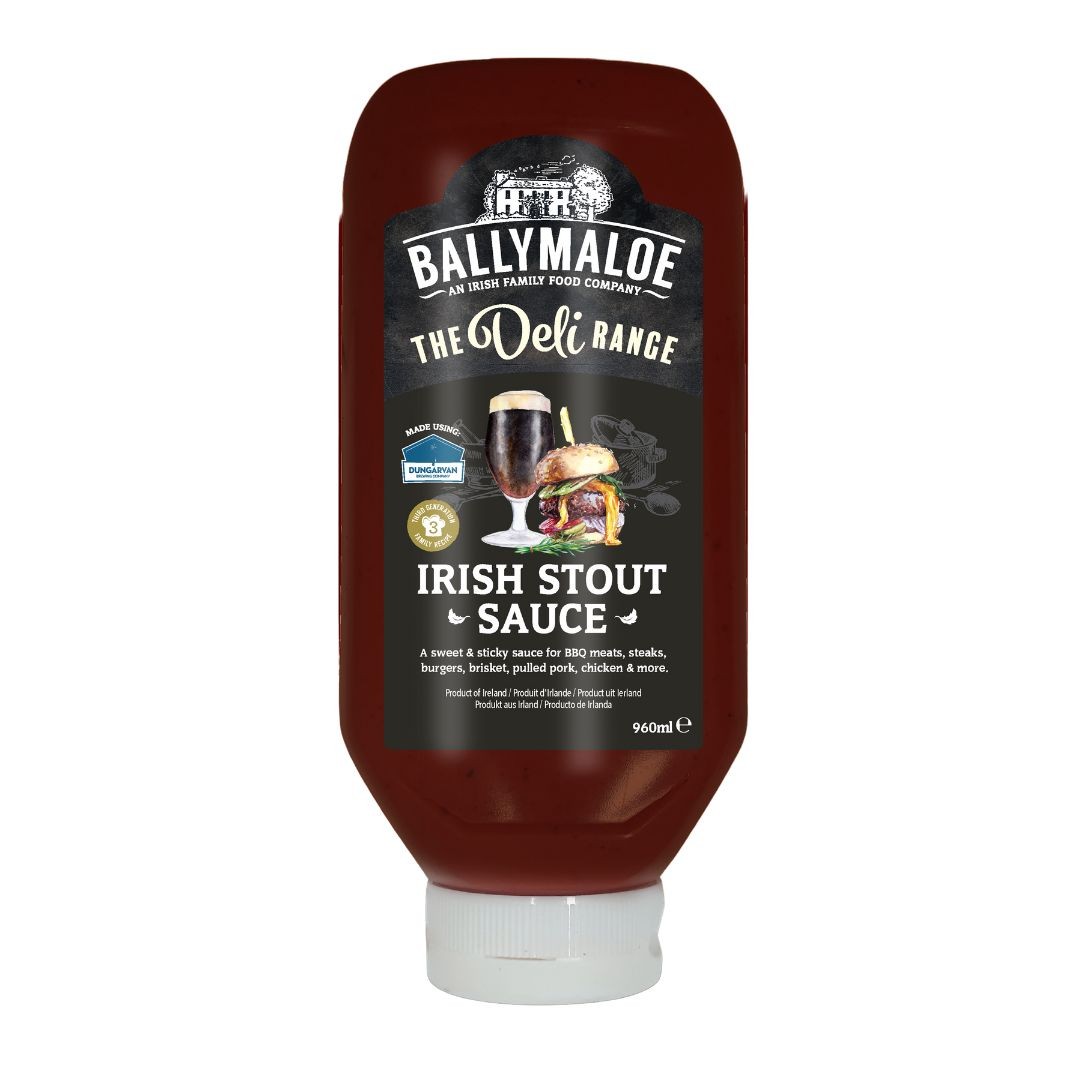 BALLYMALOE
AN IRISH FAMILY FOOD COMPANY
THE Deli RANGE
MADE USING:
DUNGARVAN
BREWING COMPANY
THIRD GENERATION
3
FAMILY RECIPE
IRISH STOUT
SAUCE
A sweet & sticky sauce for BBQ meats, steaks,
burgers, brisket, pulled pork, chicken & more.
Product of Ireland / Produit d'Irlande / Product uit Ierland
Produkt aus Irland / Producto de Irlanda
960ml ℮